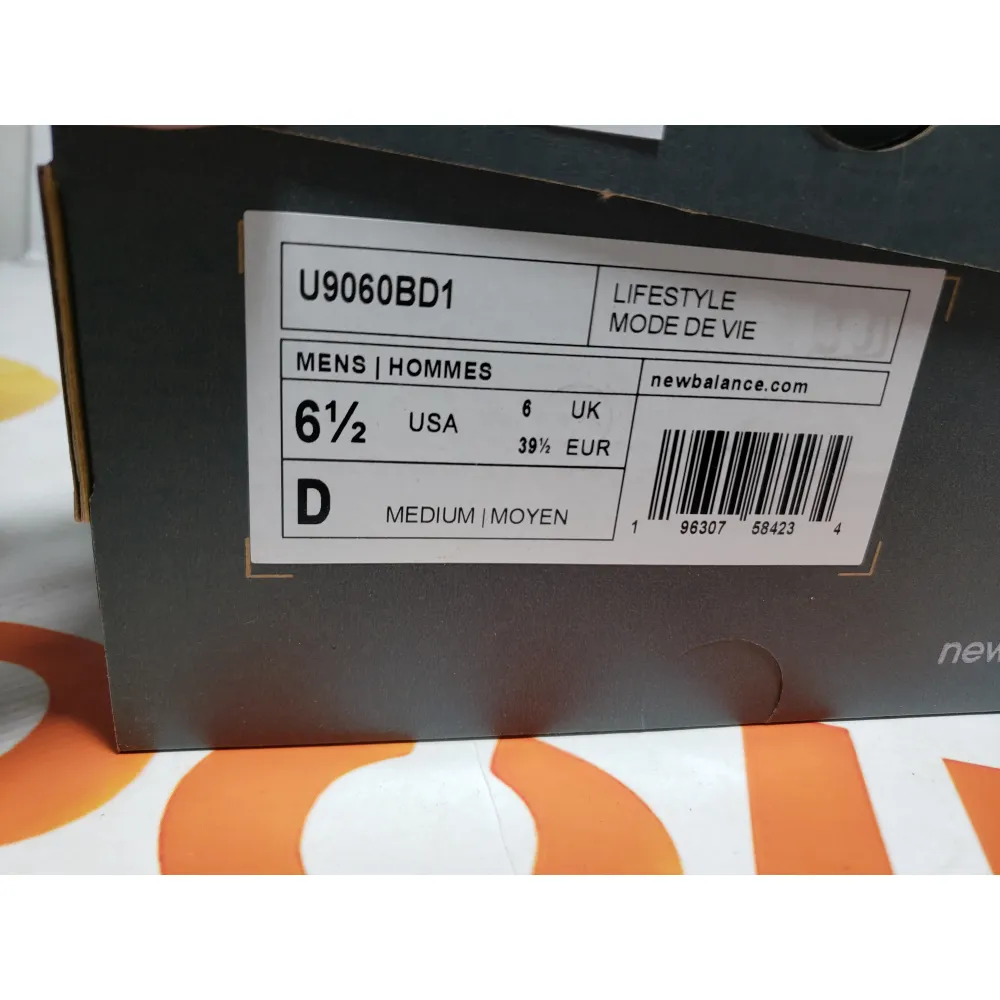 U9060BD1
LIFESTYLE
MODE DE VIE
MENS | HOMMES
newbalance.com
6½ USA
6 UK
39½ EUR
D MEDIUM | MOYEN
1 96307 58423 4
new